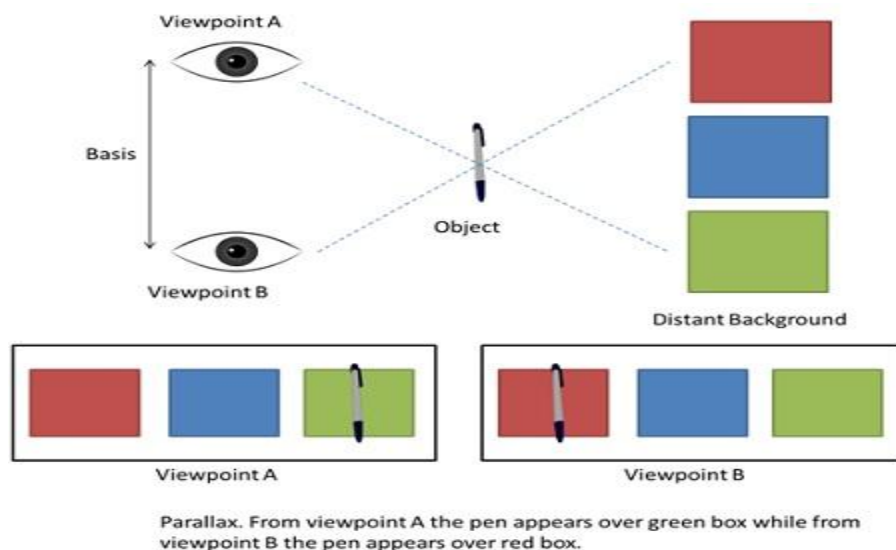 Viewpoint A
Basis
Object
Viewpoint B
Distant Background
Viewpoint A
Viewpoint B
Parallax. From viewpoint A the pen appears over green box while from
viewpoint B the pen appears over red box.